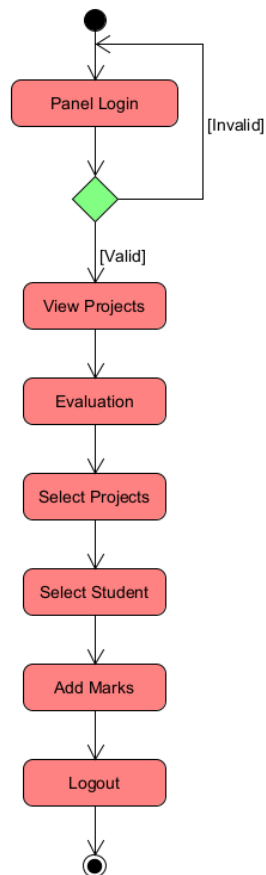 Panel Login
[Invalid]
[Valid]
View Projects
Evaluation
Select Projects
Select Student
Add Marks
Logout